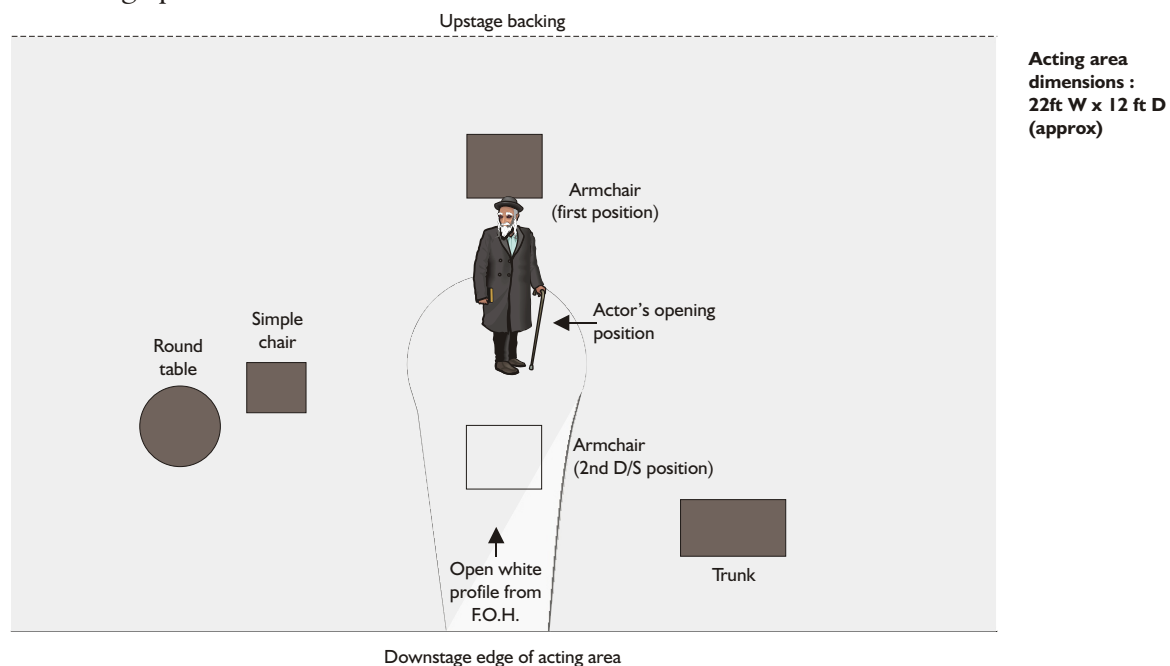 Upstage backing
Acting area
dimensions :
22ft W x 12 ft D
(approx)
Armchair
(first position)
Actor's opening
position
Simple
chair
Round
table
Armchair
(2nd D/S position)
Open white
profile from
F.O.H.
Trunk
Downstage edge of acting area